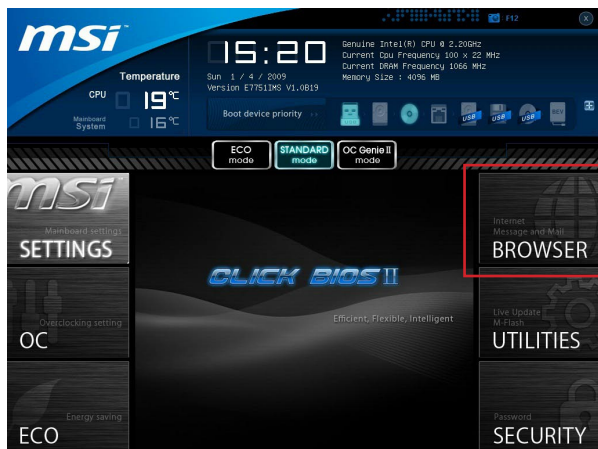 msi
F12
X
Temperature
CPU 19℃
Mainboard
System 16℃
15:20
Sun 1 / 4 / 2009
Version E7751IMS V1.0B19
Genuine Intel(R) CPU @ 2.20GHz
Current Cpu Frequency 100 x 22 MHz
Current DRAM Frequency 1066 MHz
Memory Size : 4096 MB
Boot device priority
USB
USB
USB
ECO
mode
STANDARD
mode
OC Genie II
mode
msi
Mainboard settings
SETTINGS
Overclocking setting
OC
Energy saving
ECO
CLICK BIOS II
Efficient, Flexible, Intelligent
Internet
Message and Mail
BROWSER
Live Update
M-Flash
UTILITIES
Password
SECURITY